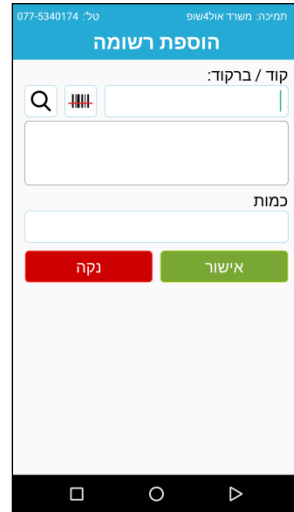 תמיכה: משרד אול4שופ טל': 077-5340174
הוספת רשומה
קוד / ברקוד:
כמות
אישור נקה